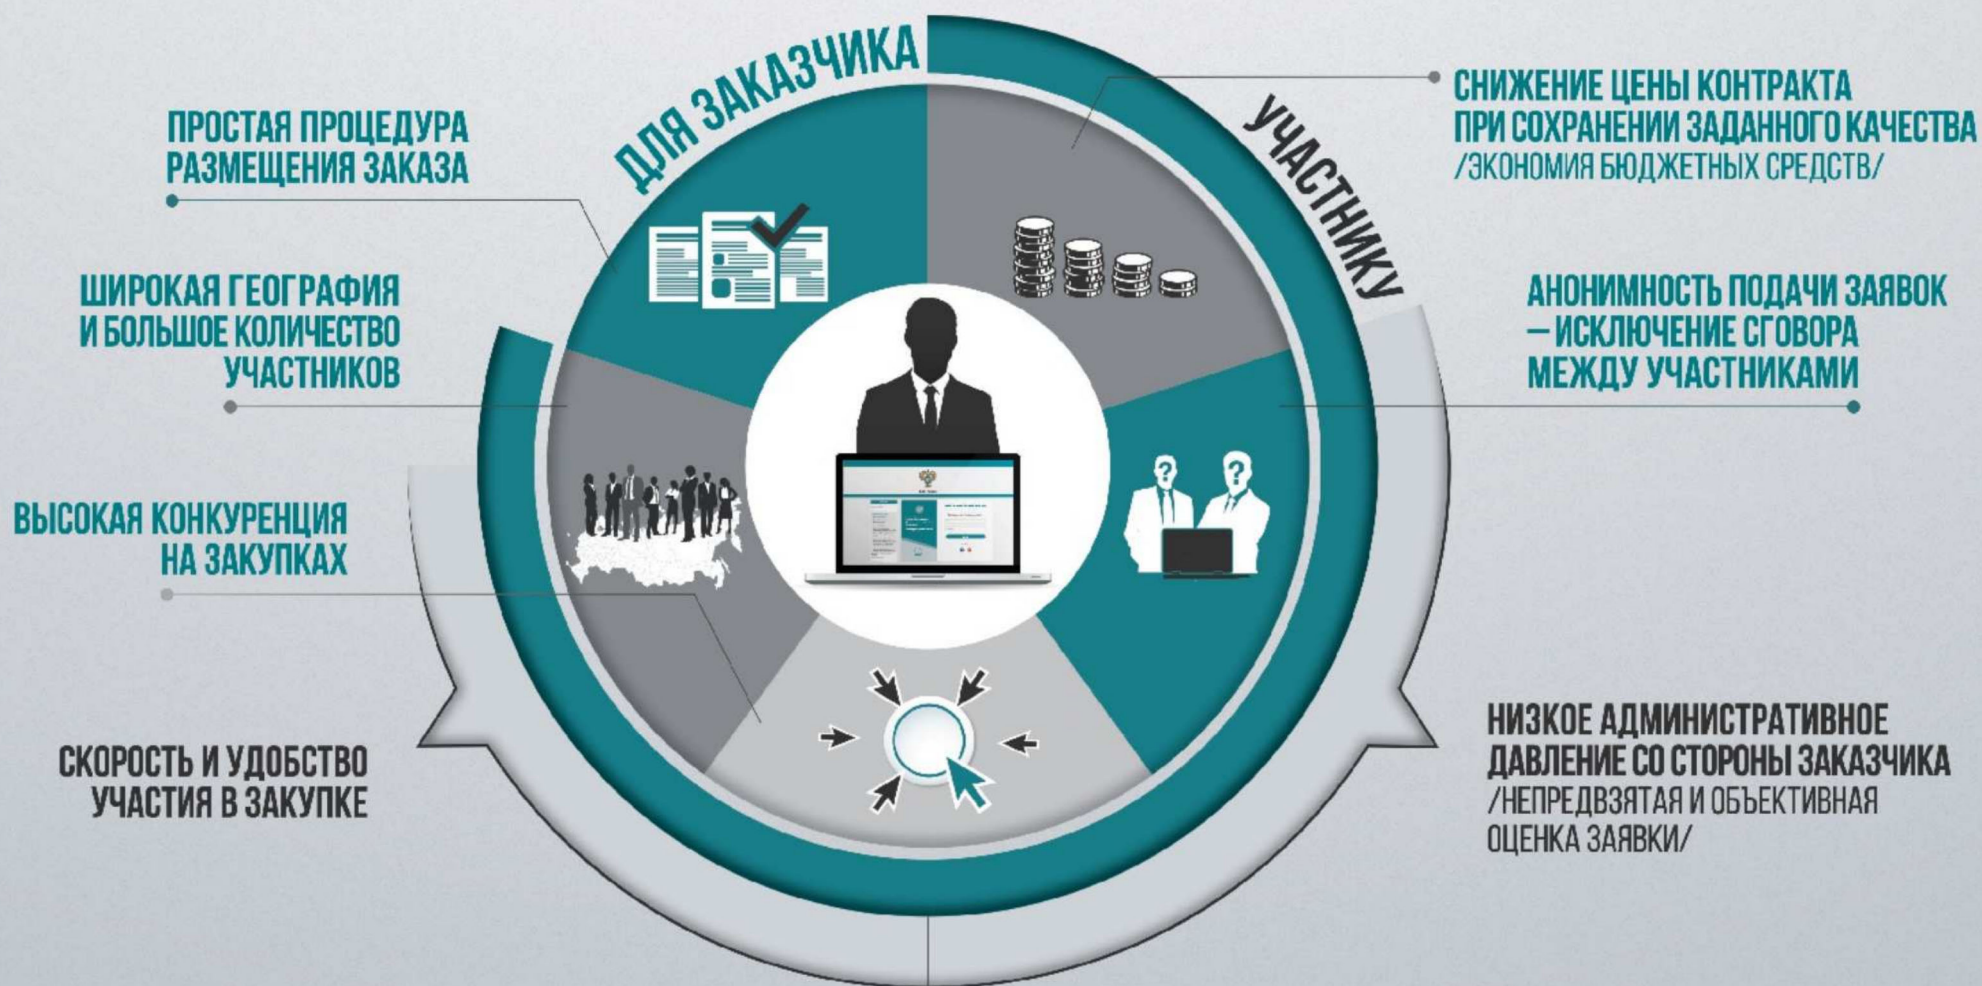 ДЛЯ ЗАКАЗЧИКА
УЧАСТНИКУ
ПРОСТАЯ ПРОЦЕДУРА
РАЗМЕЩЕНИЯ ЗАКАЗА
ШИРОКАЯ ГЕОГРАФИЯ
И БОЛЬШОЕ КОЛИЧЕСТВО
УЧАСТНИКОВ
ВЫСОКАЯ КОНКУРЕНЦИЯ
НА ЗАКУПКАХ
СКОРОСТЬ И УДОБСТВО
УЧАСТИЯ В ЗАКУПКЕ
СНИЖЕНИЕ ЦЕНЫ КОНТРАКТА
ПРИ СОХРАНЕНИИ ЗАДАННОГО КАЧЕСТВА
/ЭКОНОМИЯ БЮДЖЕТНЫХ СРЕДСТВ/
АНОНИМНОСТЬ ПОДАЧИ ЗАЯВОК
– ИСКЛЮЧЕНИЕ СГОВОРА
МЕЖДУ УЧАСТНИКАМИ
? ?
НИЗКОЕ АДМИНИСТРАТИВНОЕ
ДАВЛЕНИЕ СО СТОРОНЫ ЗАКАЗЧИКА
/НЕПРЕДВЗЯТАЯ И ОБЪЕКТИВНАЯ
ОЦЕНКА ЗАЯВКИ/